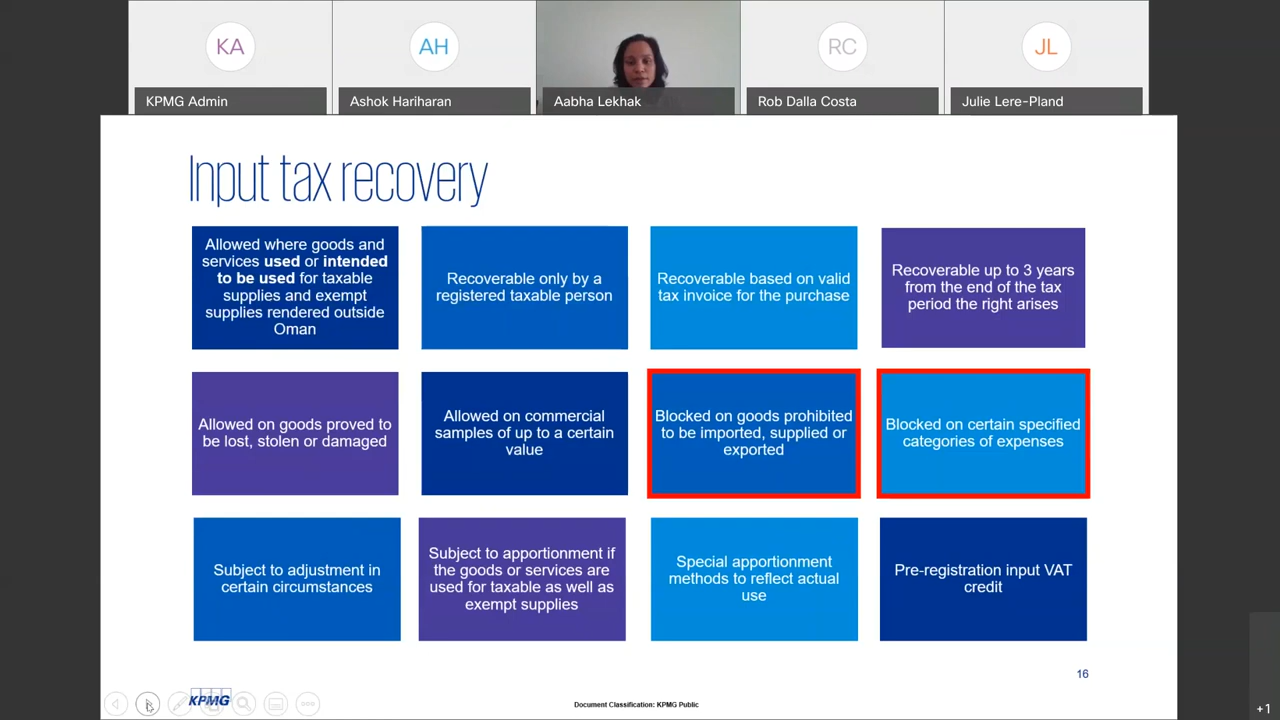 KA
AH
RC
JL
KPMG Admin
Ashok Hariharan
Aabha Lekhak
Rob Dalla Costa
Julie Lere-Pland
Input tax recovery
Allowed where goods and
services used or intended
to be used for taxable
supplies and exempt
supplies rendered outside
Oman
Recoverable only by a
registered taxable person
Recoverable based on valid
tax invoice for the purchase
Recoverable up to 3 years
from the end of the tax
period the right arises
Allowed on goods proved to
be lost, stolen or damaged
Allowed on commercial
samples of up to a certain
value
Blocked on goods prohibited
to be imported, supplied or
exported
Blocked on certain specified
categories of expenses
Subject to adjustment in
certain circumstances
Subject to apportionment if
the goods or services are
used for taxable as well as
exempt supplies
Special apportionment
methods to reflect actual
use
Pre-registration input VAT
credit
16
KPMG
Document Classification: KPMG Public
+1